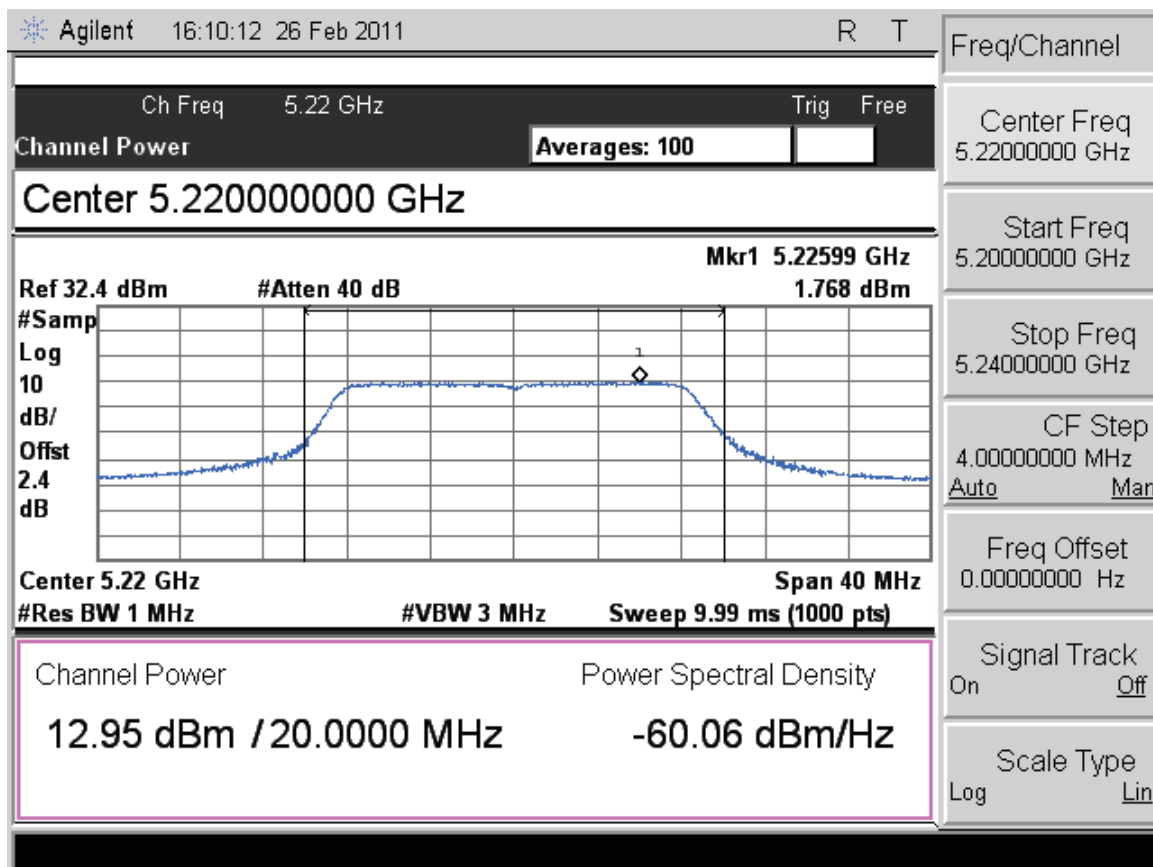 Agilent 16:10:12 26 Feb 2011 R T
Ch Freq 5.22 GHz Trig Free
Channel Power Averages: 100
Center 5.220000000 GHz
Mkr1 5.22599 GHz
Ref 32.4 dBm #Atten 40 dB 1.768 dBm
#Samp
Log
10
dB/
Offst
2.4
dB
1
Center 5.22 GHz Span 40 MHz
#Res BW 1 MHz #VBW 3 MHz Sweep 9.99 ms (1000 pts)
Channel Power Power Spectral Density
12.95 dBm / 20.0000 MHz -60.06 dBm/Hz
Freq/Channel
Center Freq
5.22000000 GHz
Start Freq
5.20000000 GHz
Stop Freq
5.24000000 GHz
CF Step
4.00000000 MHz
Auto Man
Freq Offset
0.00000000 Hz
Signal Track
On Off
Scale Type
Log Lin